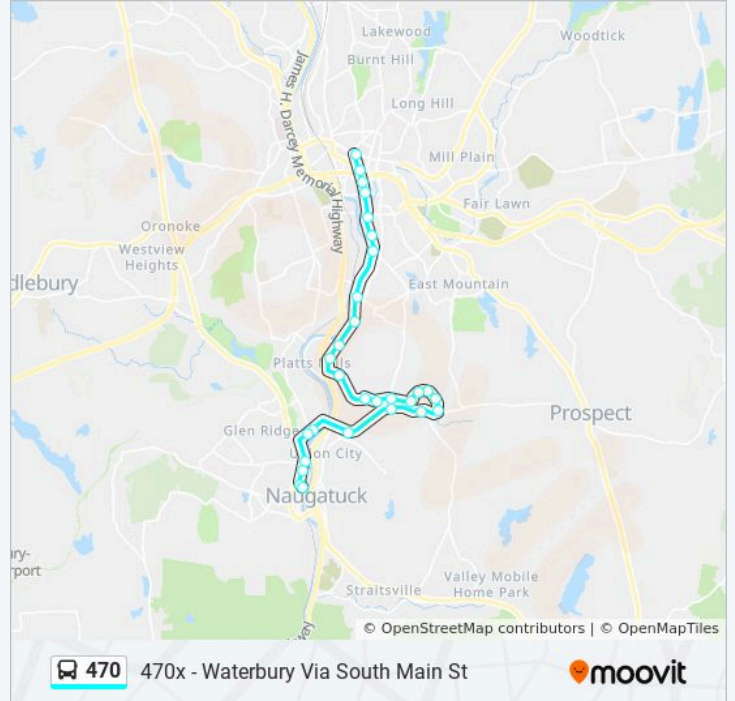 Lakewood
Woodtick
Burnt Hill
James H. Darcey Memorial Highway
Long Hill
Mill Plain
Fair Lawn
Oronoke
Westview
Heights
dlebury
East Mountain
Platts Mills
Prospect
Glen Ridge
Union City
Naugatuck
ry-
rport
Valley Mobile
Home Park
Straitsville
© OpenStreetMap contributors | © OpenMapTiles
470 470x - Waterbury Via South Main St
moovit